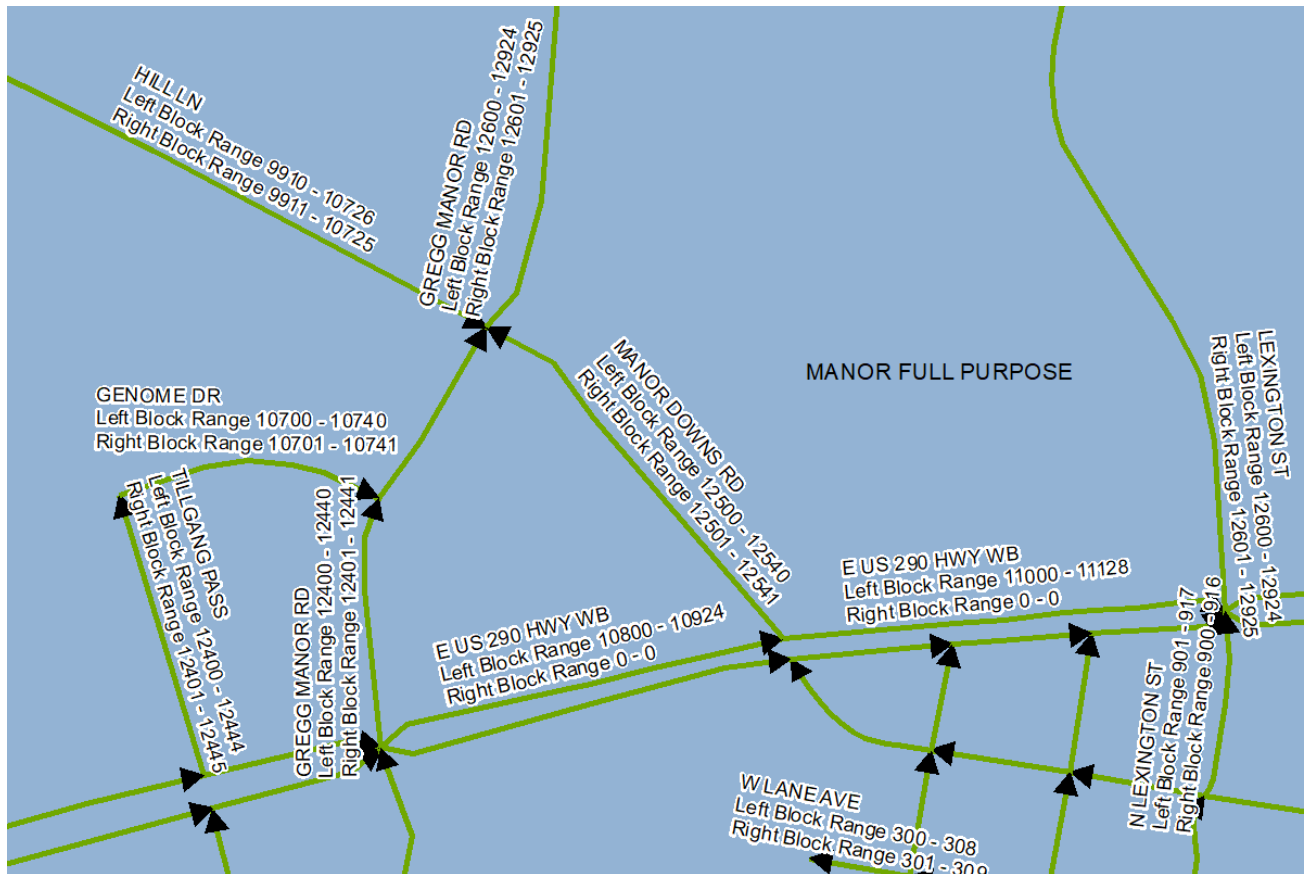 HILL LN
Left Block Range 9910 - 10726
Right Block Range 9911 - 10725
GREGG MANOR RD
Left Block Range 12600 - 12924
Right Block Range 12601 - 12925
MANOR DOWNS RD
Left Block Range 12500 - 12540
Right Block Range 12501 - 12541
MANOR FULL PURPOSE
LEXINGTON ST
Left Block Range 12600 - 12924
Right Block Range 12601 - 12925
GENOME DR
Left Block Range 10700 - 10740
Right Block Range 10701 - 10741
TILLGANG PASS
Left Block Range 12400 - 12444
Right Block Range 12401 - 12445
GREGG MANOR RD
Left Block Range 12400 - 12440
Right Block Range 12401 - 12441
E US 290 HWY WB
Left Block Range 10800 - 10924
Right Block Range 0 - 0
E US 290 HWY WB
Left Block Range 11000 - 11128
Right Block Range 0 - 0
N LEXINGTON ST
Left Block Range 901 - 917
Right Block Range 900 - 916
W LANE AVE
Left Block Range 300 - 308
Right Block Range 301 - 309